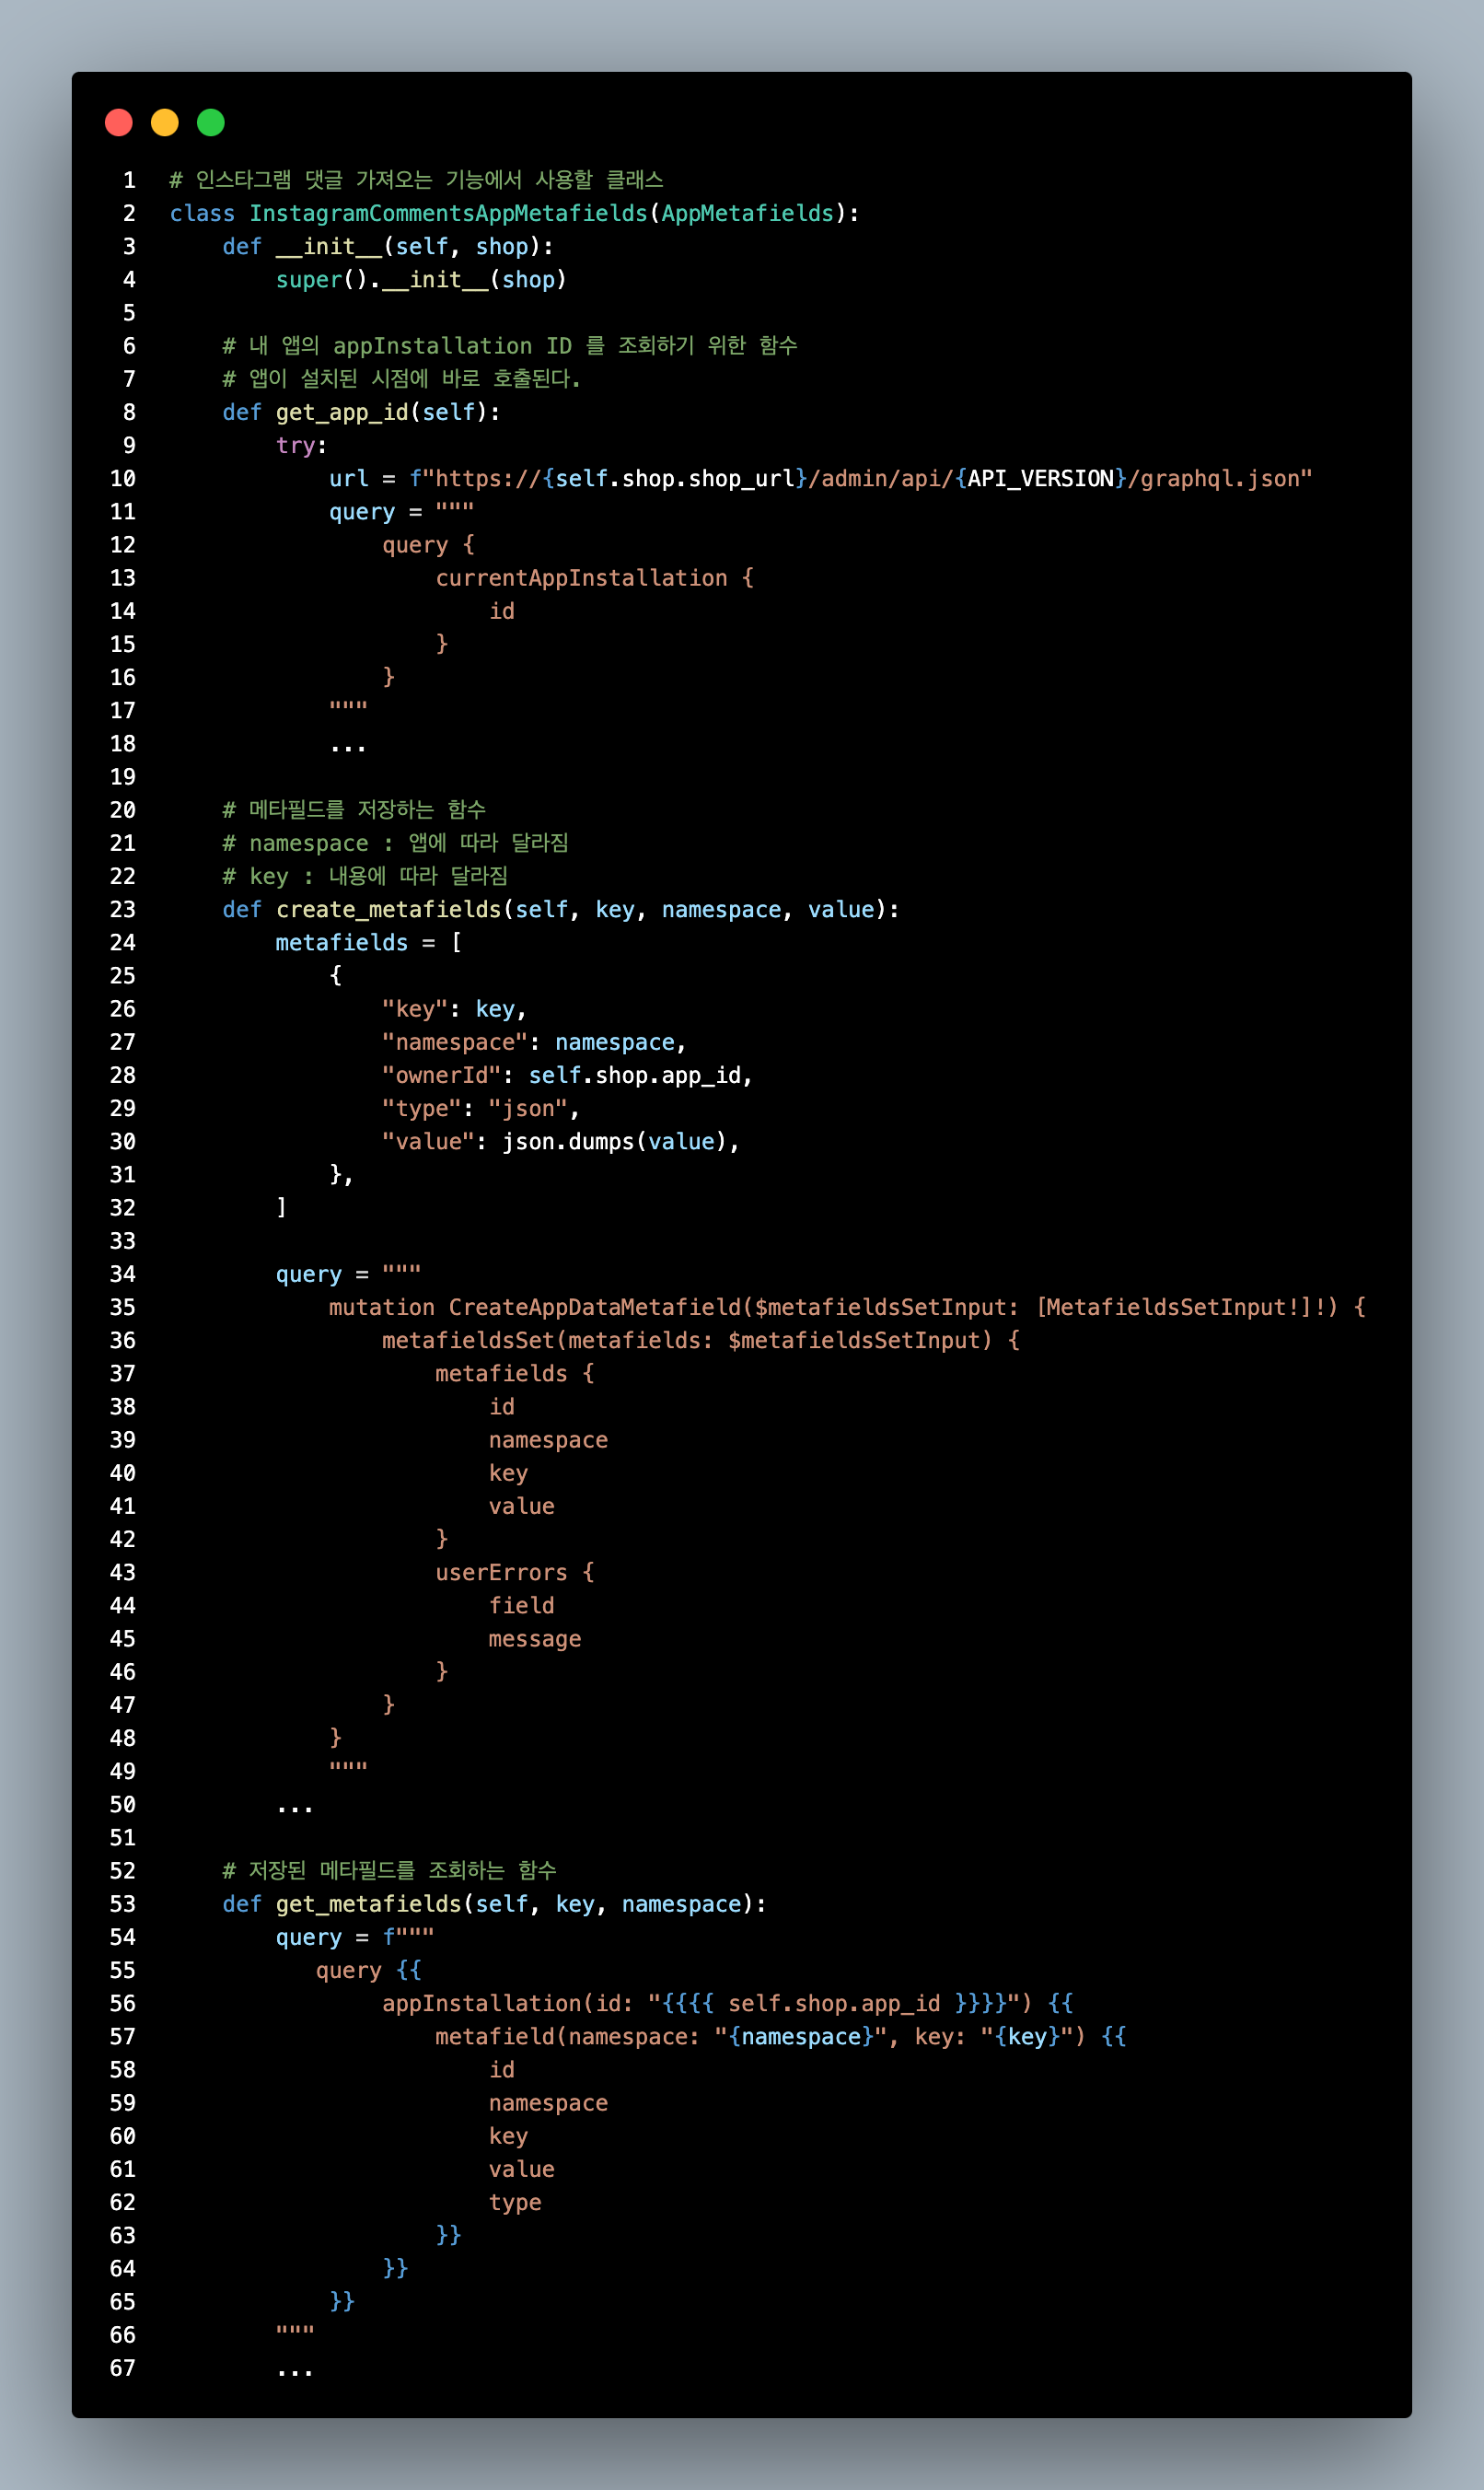 1 # 인스타그램 댓글 가져오는 기능에서 사용할 클래스
2 class InstagramCommentsAppMetafields(AppMetafields):
3     def __init__(self, shop):
4         super().__init__(shop)
5
6     # 내 앱의 appInstallation ID 를 조회하기 위한 함수
7     # 앱이 설치된 시점에 바로 호출된다.
8     def get_app_id(self):
9         try:
10             url = f"https://{self.shop.shop_url}/admin/api/{API_VERSION}/graphql.json"
11             query = """
12                 query {
13                     currentAppInstallation {
14                         id
15                     }
16                 }
17             """
18             ...
19
20     # 메타필드를 저장하는 함수
21     # namespace : 앱에 따라 달라짐
22     # key : 내용에 따라 달라짐
23     def create_metafields(self, key, namespace, value):
24         metafields = [
25             {
26                 "key": key,
27                 "namespace": namespace,
28                 "ownerId": self.shop.app_id,
29                 "type": "json",
30                 "value": json.dumps(value),
31             },
32         ]
33
34         query = """
35             mutation CreateAppDataMetafield($metafieldsSetInput: [MetafieldsSetInput!]!) {
36                 metafieldsSet(metafields: $metafieldsSetInput) {
37                     metafields {
38                         id
39                         namespace
40                         key
41                         value
42                     }
43                     userErrors {
44                         field
45                         message
46                     }
47                 }
48             }
49             """
50         ...
51
52     # 저장된 메타필드를 조회하는 함수
53     def get_metafields(self, key, namespace):
54         query = f"""
55            query {{
56                 appInstallation(id: "{{{{ self.shop.app_id }}}}") {{
57                     metafield(namespace: "{namespace}", key: "{key}") {{
58                         id
59                         namespace
60                         key
61                         value
62                         type
63                     }}
64                 }}
65             }}
66         """
67         ...